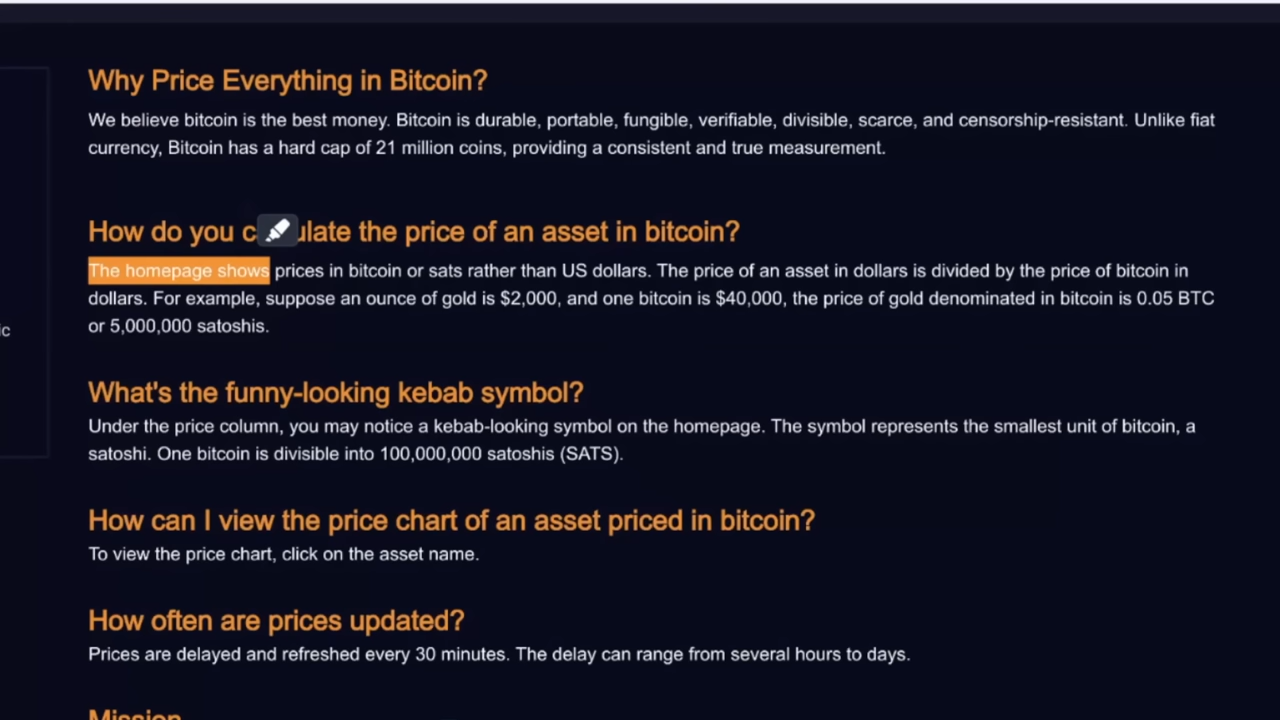 Why Price Everything in Bitcoin?
We believe bitcoin is the best money. Bitcoin is durable, portable, fungible, verifiable, divisible, scarce, and censorship-resistant. Unlike fiat
currency, Bitcoin has a hard cap of 21 million coins, providing a consistent and true measurement.
How do you c ulate the price of an asset in bitcoin?
The homepage shows prices in bitcoin or sats rather than US dollars. The price of an asset in dollars is divided by the price of bitcoin in
dollars. For example, suppose an ounce of gold is $2,000, and one bitcoin is $40,000, the price of gold denominated in bitcoin is 0.05 BTC
ic
or 5,000,000 satoshis.
What's the funny-looking kebab symbol?
Under the price column, you may notice a kebab-looking symbol on the homepage. The symbol represents the smallest unit of bitcoin, a
satoshi. One bitcoin is divisible into 100,000,000 satoshis (SATS).
How can I view the price chart of an asset priced in bitcoin?
To view the price chart, click on the asset name.
How often are prices updated?
Prices are delayed and refreshed every 30 minutes. The delay can range from several hours to days.
Mission